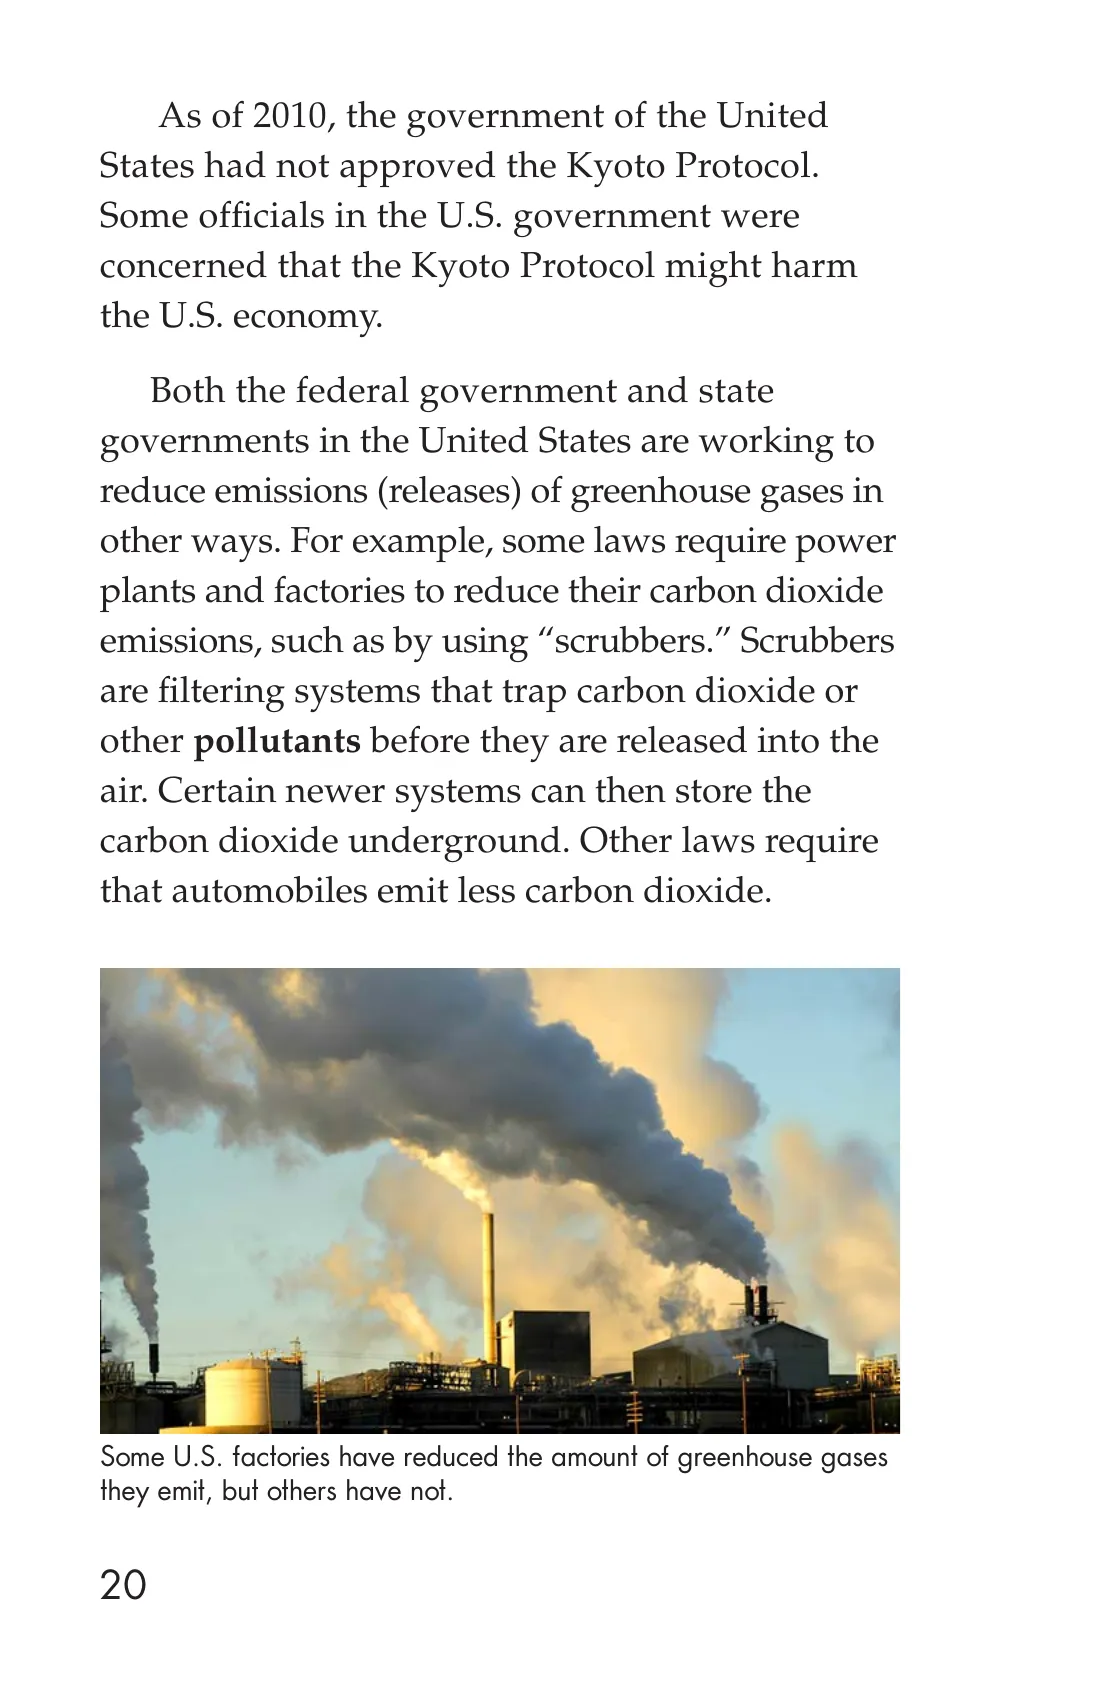 As of 2010, the government of the United
States had not approved the Kyoto Protocol.
Some officials in the U.S. government were
concerned that the Kyoto Protocol might harm
the U.S. economy.
Both the federal government and state
governments in the United States are working to
reduce emissions (releases) of greenhouse gases in
other ways. For example, some laws require power
plants and factories to reduce their carbon dioxide
emissions, such as by using “scrubbers.” Scrubbers
are filtering systems that trap carbon dioxide or
other pollutants before they are released into the
air. Certain newer systems can then store the
carbon dioxide underground. Other laws require
that automobiles emit less carbon dioxide.
Some U.S. factories have reduced the amount of greenhouse gases
they emit, but others have not.
20